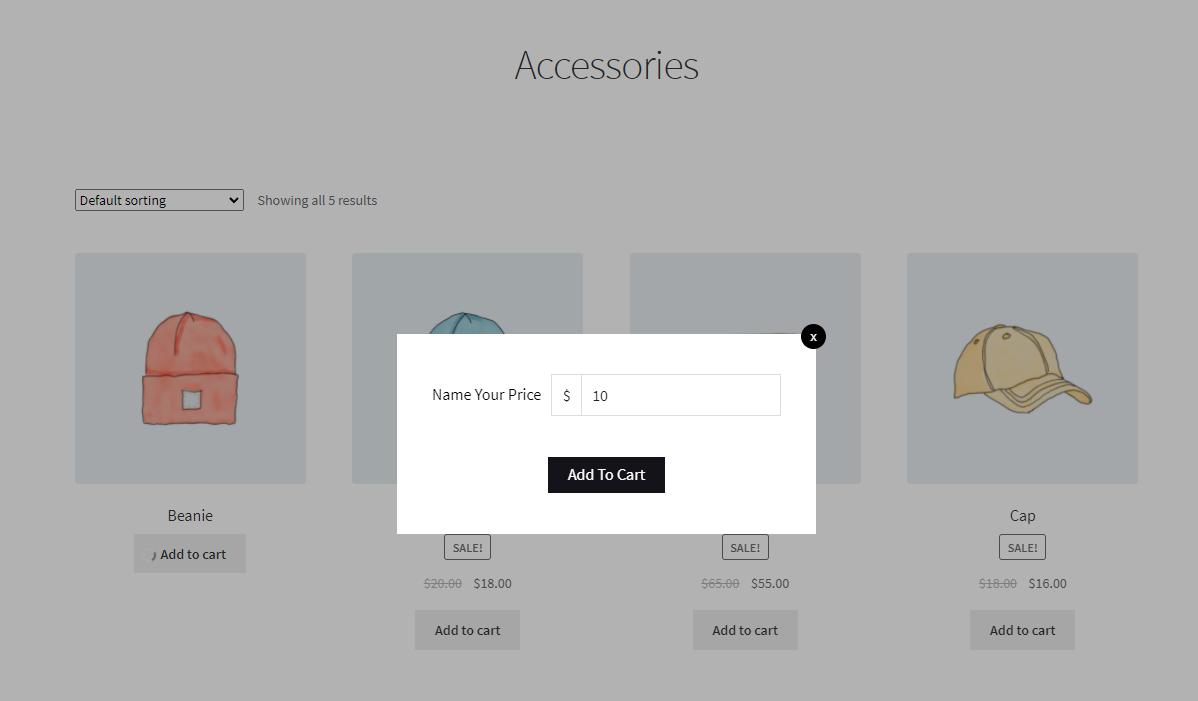 Accessories
Default sorting
Showing all 5 results
x
Name Your Price $ 10
Add To Cart
Beanie
Add to cart
SALE!
$20.00 $18.00
Add to cart
SALE!
$65.00 $55.00
Add to cart
Cap
SALE!
$18.00 $16.00
Add to cart